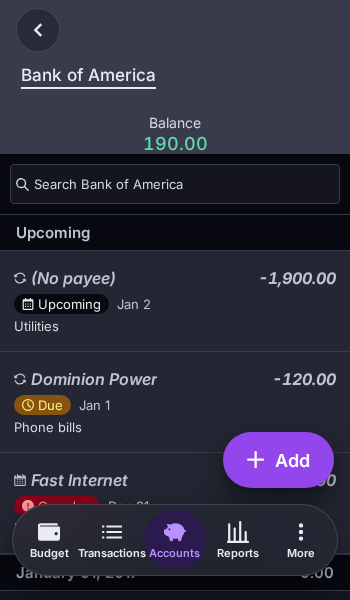 Bank of America
Balance
190.00
Search Bank of America
Upcoming
(No payee) -1,900.00
Upcoming Jan 2
Utilities
Dominion Power -120.00
Due Jan 1
Phone bills
Add
Fast Internet
Budget Transactions Accounts Reports More